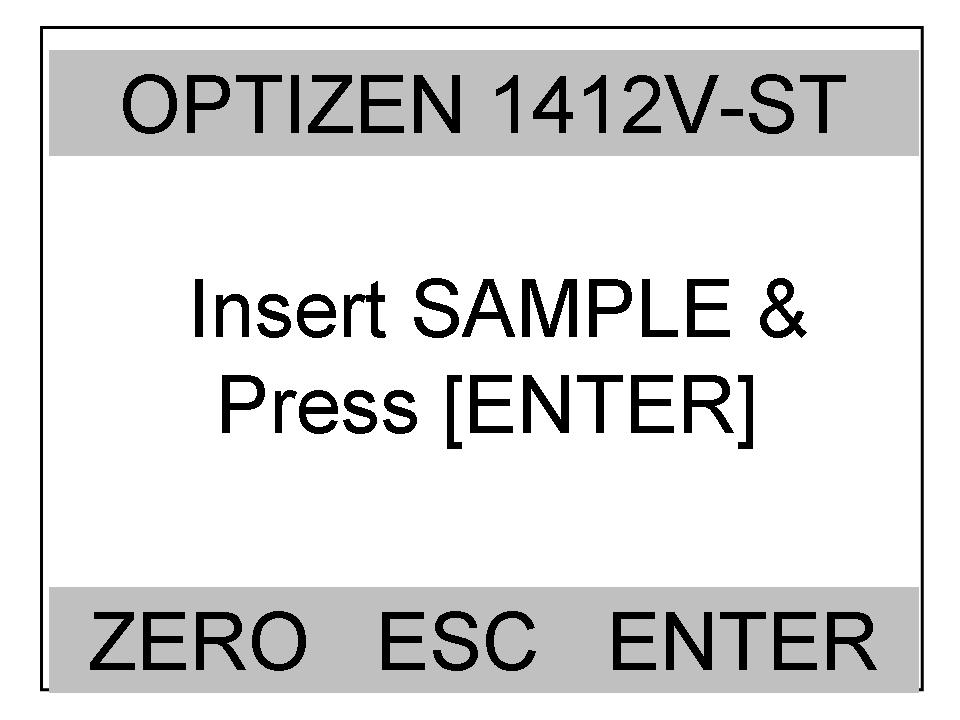 OPTIZEN 1412V-ST
Insert SAMPLE &
Press [ENTER]
ZERO ESC ENTER